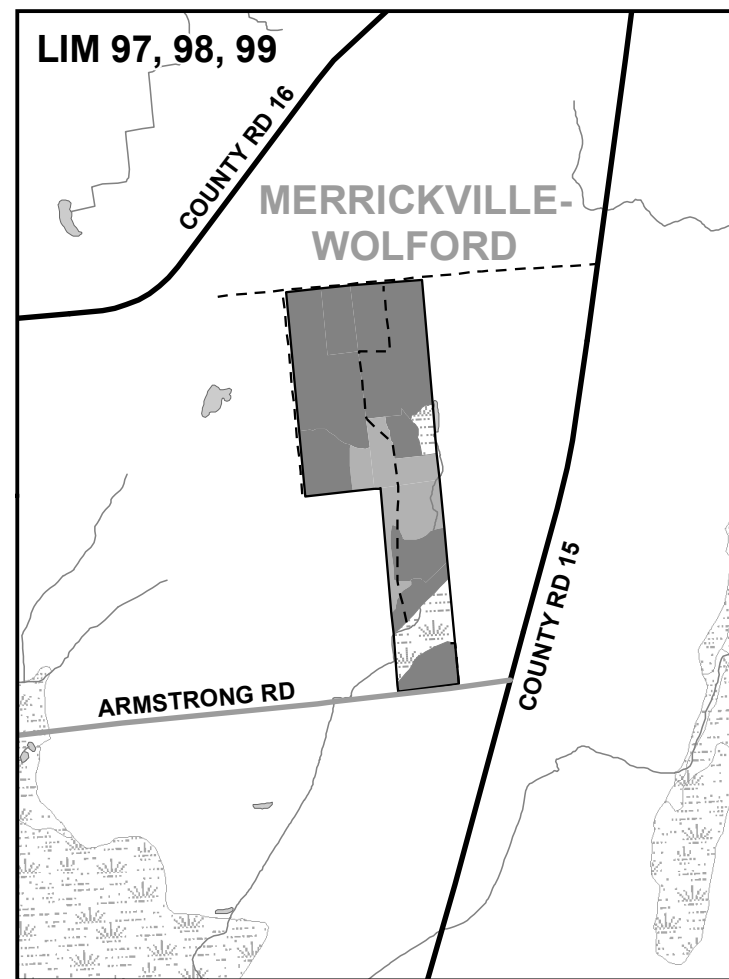 LIM 97, 98, 99
COUNTY RD 16
MERRICKVILLE-
WOLFORD
COUNTY RD 15
ARMSTRONG RD